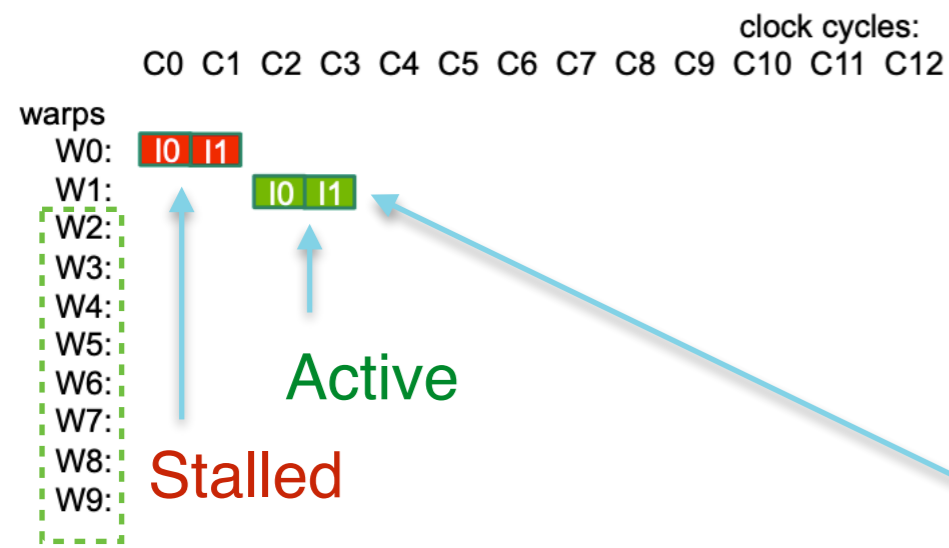 clock cycles:
C0 C1 C2 C3 C4 C5 C6 C7 C8 C9 C10 C11 C12
warps
W0: I0 I1
W1: I0 I1
W2:
W3:
W4:
W5:
W6:
W7:
W8:
W9:
Active
Stalled